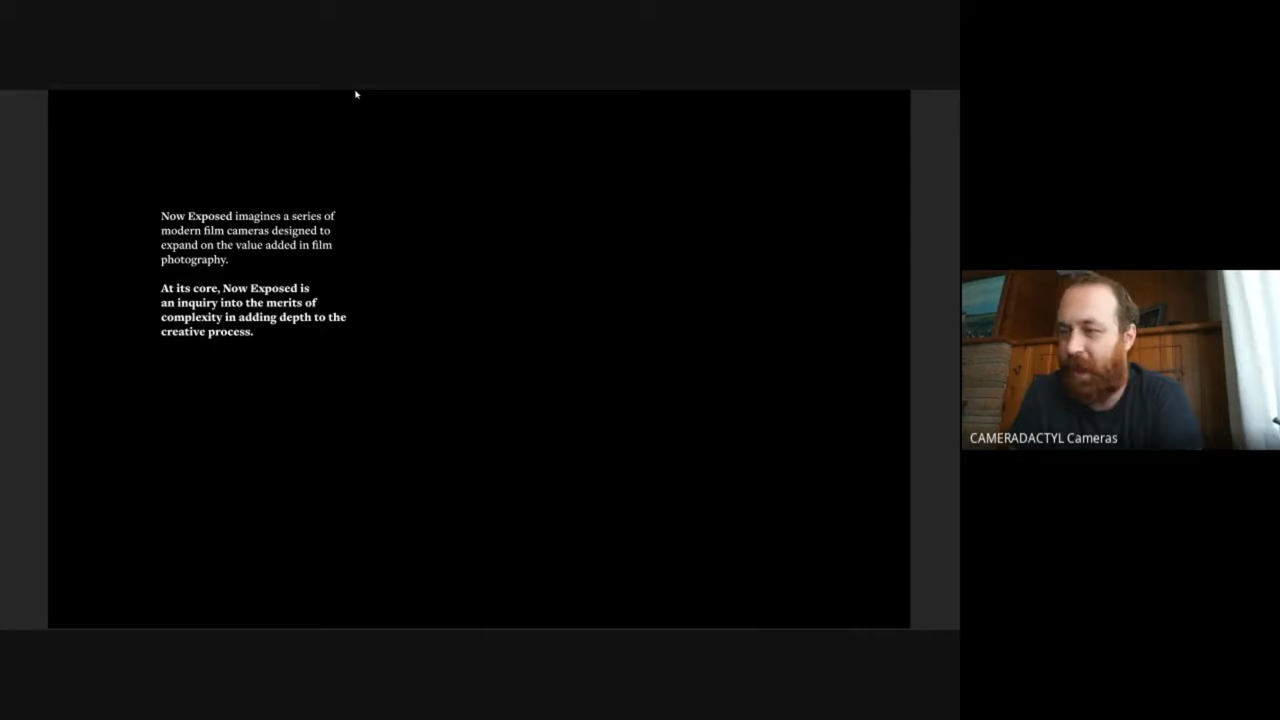 Now Exposed imagines a series of
modern film cameras designed to
expand on the value added in film
photography.
At its core, Now Exposed is
an inquiry into the merits of
complexity in adding depth to the
creative process.
CAMERADACTYL Cameras